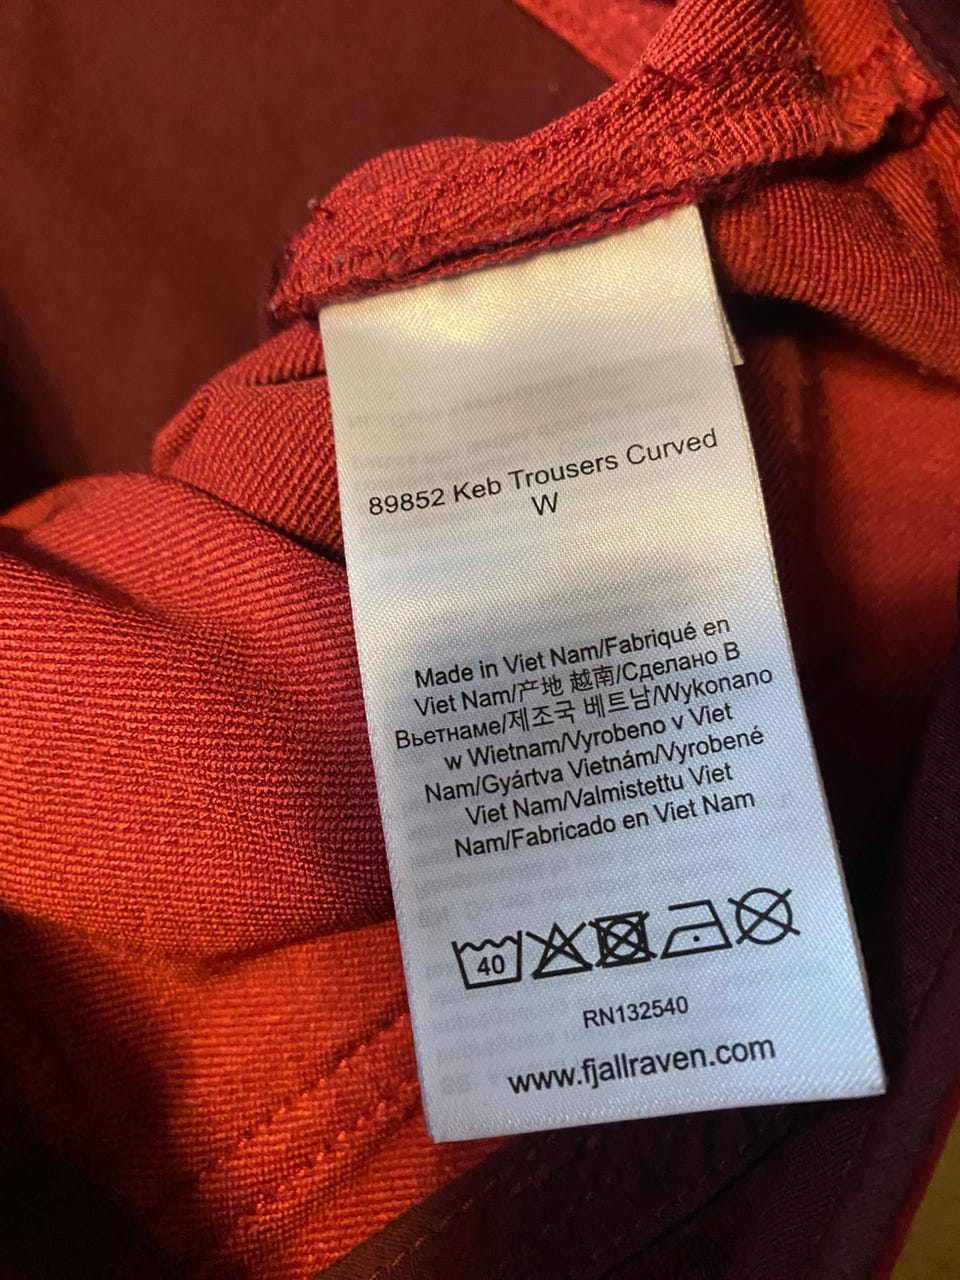 89852 Keb Trousers Curved
W
Made in Viet Nam/Fabriqué en
Viet Nam/产地 越南/Сделано В
Вьетнаме/제조국 베트남/Wykonano
w Wietnam/Vyrobeno v Viet
Nam/Gyártva Vietnám/Vyrobené
Viet Nam/Valmistettu Viet
Nam/Fabricado en Viet Nam
40
RN132540
www.fjallraven.com